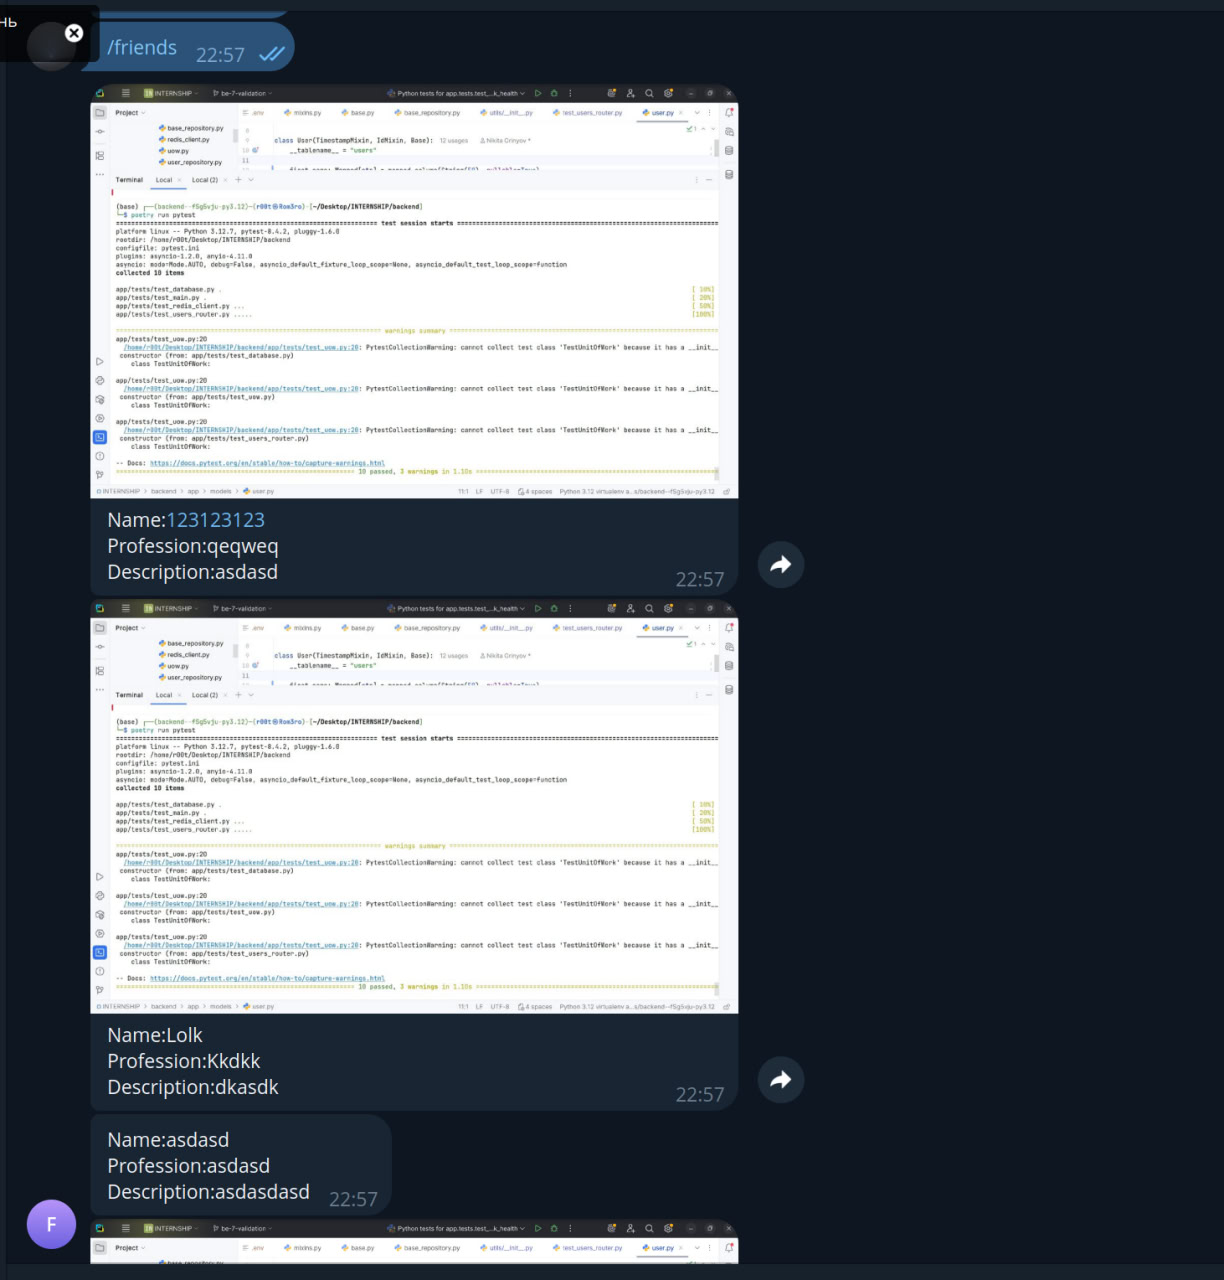 нь
/friends 22:57
INTERNSHIP be-7-validation Python tests for app.tests.test_...k_health
Project .env mixins.py base.py base_repository.py utils/__init__.py test_users_router.py user.py
base_repository.py
redis_client.py
uow.py
user_repository.py
8
9 class User(TimestampMixin, IdMixin, Base): 12 usages Nikita Grinyov *
10 __tablename__ = "users"
11
Terminal Local Local (2)
(base) ┌──(backend--fSg5vju-py3.12)─(r00t㉿Rom3ro)-[~/Desktop/INTERNSHIP/backend]
└─$ poetry run pytest
test session starts
platform linux -- Python 3.12.7, pytest-8.4.2, pluggy-1.6.0
rootdir: /home/r00t/Desktop/INTERNSHIP/backend
configfile: pytest.ini
plugins: asyncio-1.2.0, anyio-4.11.0
asyncio: mode=Mode.AUTO, debug=False, asyncio_default_fixture_loop_scope=None, asyncio_default_test_loop_scope=function
collected 10 items
app/tests/test_database.py . [ 10%]
app/tests/test_main.py . [ 20%]
app/tests/test_redis_client.py ... [ 50%]
app/tests/test_users_router.py ..... [100%]
warnings summary
app/tests/test_uow.py:20
/home/r00t/Desktop/INTERNSHIP/backend/app/tests/test_uow.py:20: PytestCollectionWarning: cannot collect test class 'TestUnitOfWork' because it has a __init__
constructor (from: app/tests/test_database.py)
class TestUnitOfWork:
app/tests/test_uow.py:20
/home/r00t/Desktop/INTERNSHIP/backend/app/tests/test_uow.py:20: PytestCollectionWarning: cannot collect test class 'TestUnitOfWork' because it has a __init__
constructor (from: app/tests/test_uow.py)
class TestUnitOfWork:
app/tests/test_uow.py:20
/home/r00t/Desktop/INTERNSHIP/backend/app/tests/test_uow.py:20: PytestCollectionWarning: cannot collect test class 'TestUnitOfWork' because it has a __init__
constructor (from: app/tests/test_users_router.py)
class TestUnitOfWork:
-- Docs: https://docs.pytest.org/en/stable/how-to/capture-warnings.html
10 passed, 3 warnings in 1.10s
INTERNSHIP > backend > app > models > user.py 11:1 LF UTF-8 4 spaces Python 3.12 virtualenv a...s/backend--fSg5vju-py3.12
Name:123123123
Profession:qeqweq
Description:asdasd
22:57
INTERNSHIP be-7-validation Python tests for app.tests.test_...k_health
Project .env mixins.py base.py base_repository.py utils/__init__.py test_users_router.py user.py
base_repository.py
redis_client.py
uow.py
user_repository.py
8
9 class User(TimestampMixin, IdMixin, Base): 12 usages Nikita Grinyov *
10 __tablename__ = "users"
11
Terminal Local Local (2)
(base) ┌──(backend--fSg5vju-py3.12)─(r00t㉿Rom3ro)-[~/Desktop/INTERNSHIP/backend]
└─$ poetry run pytest
test session starts
platform linux -- Python 3.12.7, pytest-8.4.2, pluggy-1.6.0
rootdir: /home/r00t/Desktop/INTERNSHIP/backend
configfile: pytest.ini
plugins: asyncio-1.2.0, anyio-4.11.0
asyncio: mode=Mode.AUTO, debug=False, asyncio_default_fixture_loop_scope=None, asyncio_default_test_loop_scope=function
collected 10 items
app/tests/test_database.py . [ 10%]
app/tests/test_main.py . [ 20%]
app/tests/test_redis_client.py ... [ 50%]
app/tests/test_users_router.py ..... [100%]
warnings summary
app/tests/test_uow.py:20
/home/r00t/Desktop/INTERNSHIP/backend/app/tests/test_uow.py:20: PytestCollectionWarning: cannot collect test class 'TestUnitOfWork' because it has a __init__
constructor (from: app/tests/test_database.py)
class TestUnitOfWork:
app/tests/test_uow.py:20
/home/r00t/Desktop/INTERNSHIP/backend/app/tests/test_uow.py:20: PytestCollectionWarning: cannot collect test class 'TestUnitOfWork' because it has a __init__
constructor (from: app/tests/test_uow.py)
class TestUnitOfWork:
app/tests/test_uow.py:20
/home/r00t/Desktop/INTERNSHIP/backend/app/tests/test_uow.py:20: PytestCollectionWarning: cannot collect test class 'TestUnitOfWork' because it has a __init__
constructor (from: app/tests/test_users_router.py)
class TestUnitOfWork:
-- Docs: https://docs.pytest.org/en/stable/how-to/capture-warnings.html
10 passed, 3 warnings in 1.10s
INTERNSHIP > backend > app > models > user.py 11:1 LF UTF-8 4 spaces Python 3.12 virtualenv a...s/backend--fSg5vju-py3.12
Name:Lolk
Profession:Kkdkk
Description:dkasdk
22:57
Name:asdasd
Profession:asdasd
Description:asdasdasd 22:57
F
INTERNSHIP be-7-validation Python tests for app.tests.test_...k_health
Project .env mixins.py base.py base_repository.py utils/__init__.py test_users_router.py user.py